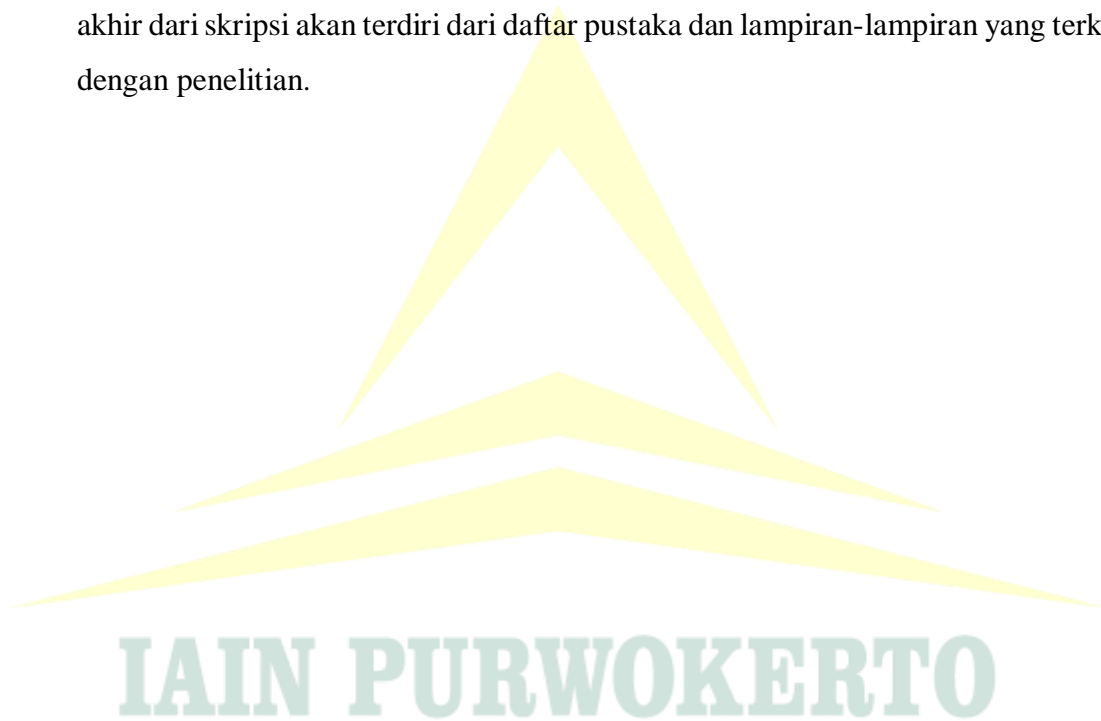 akhir dari skripsi akan terdiri dari daftar pustaka dan lampiran-lampiran yang terk
dengan penelitian.
IAIN PURWOKERTO